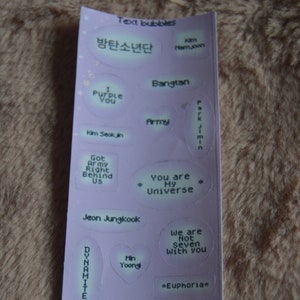 Text bubbles
방탄소년단
Kim
Namjoon
I
Purple
You
Bangtan
Army
Park Jimin
Kim Seokjin
Got
Army
Right
Behind
Us
You are
My
Universe
Jeon Jungkook
We are
Not
Seven
With you
DYNAMITE
Min
Yoongi
*Euphoria*